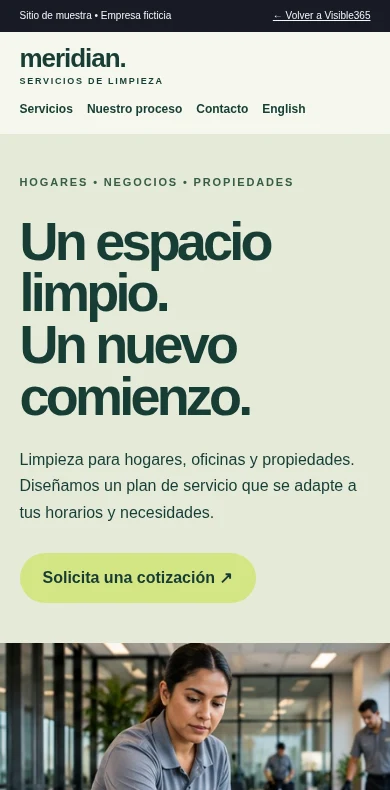 Sitio de muestra • Empresa ficticia
← Volver a Visible365
meridian.
SERVICIOS DE LIMPIEZA
Servicios Nuestro proceso Contacto English
HOGARES • NEGOCIOS • PROPIEDADES
Un espacio
limpio.
Un nuevo
comienzo.
Limpieza para hogares, oficinas y propiedades.
Diseñamos un plan de servicio que se adapte a
tus horarios y necesidades.
Solicita una cotización ↗